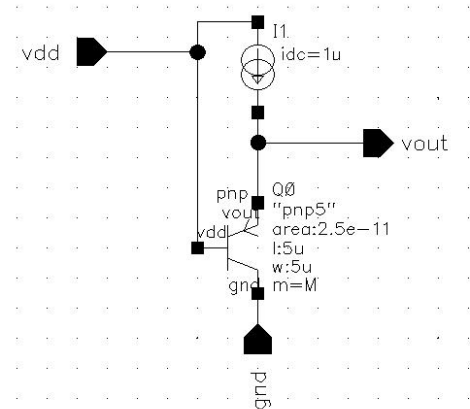 I1
vdd
idc=1u
vout
pnp
Q0
vout
"pnp5"
vdd
area:2.5e-11
l:5u
w:5u
gnd
m=M
gnd